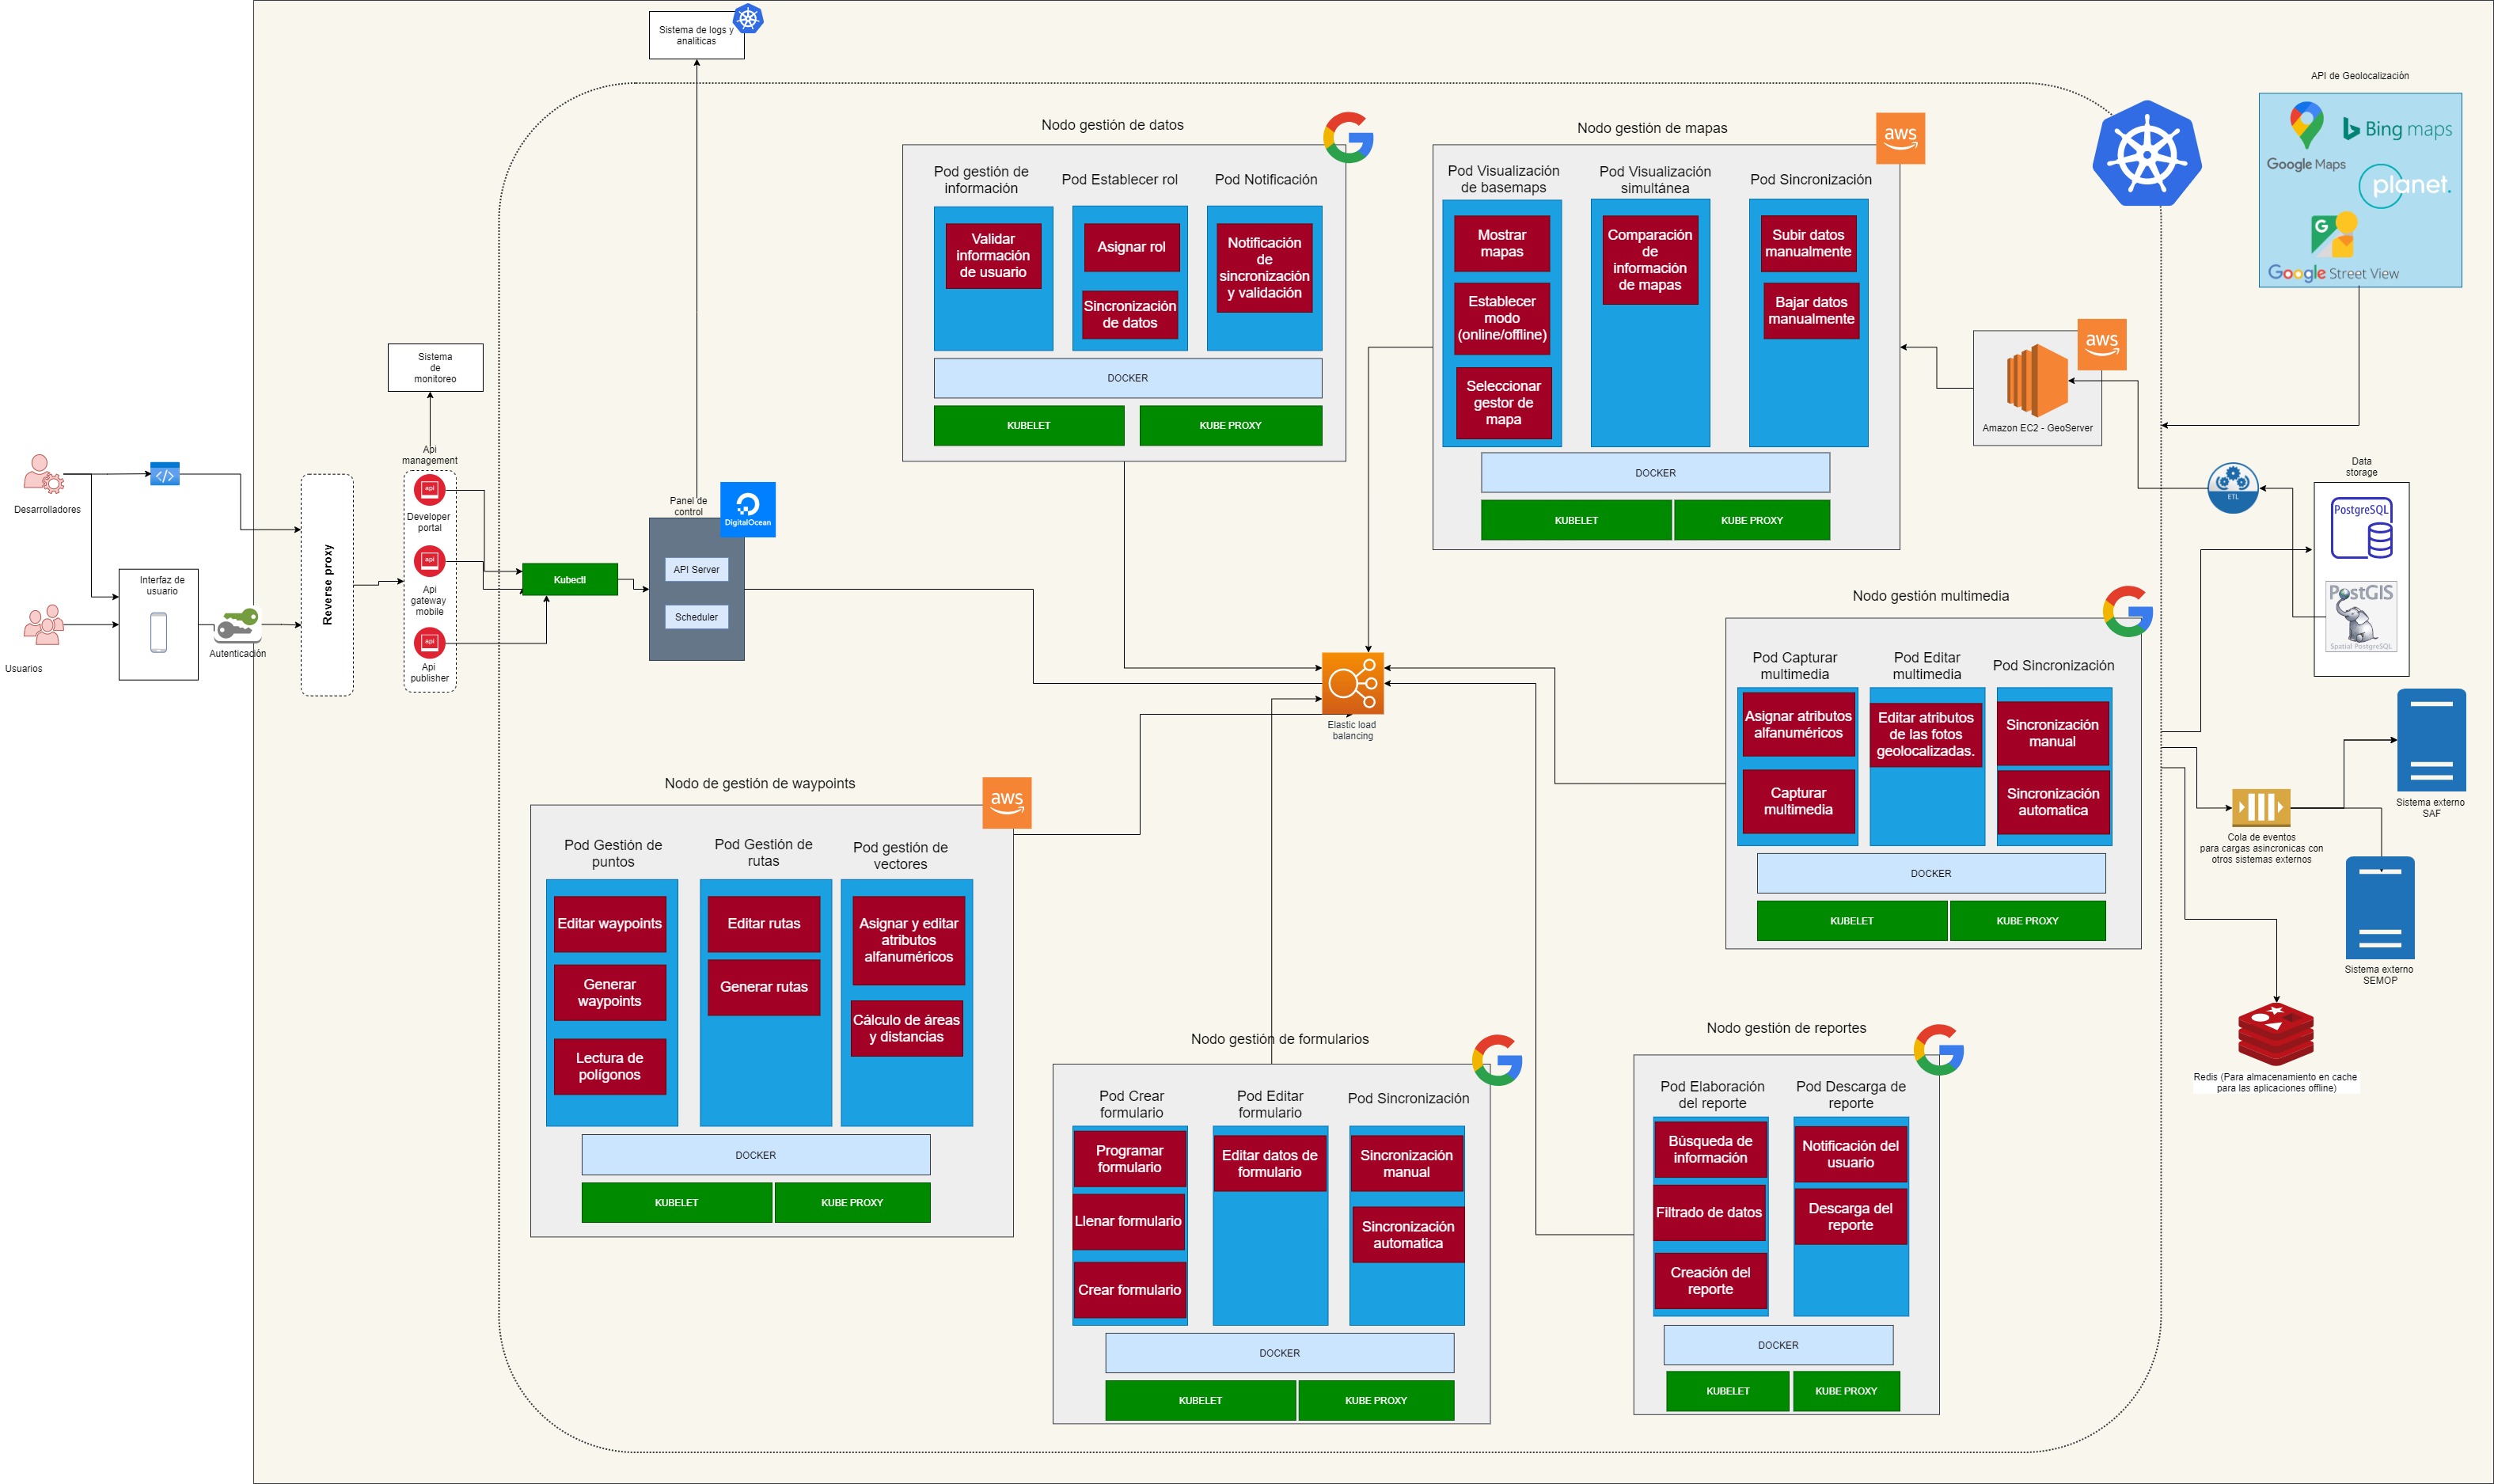 Sistema de logs y
analíticas
API de Geolocalización
Google Maps
Bing maps
planet.
G
Google Street View
Desarrolladores
Usuarios
Interfaz de
usuario
Autenticación
Reverse proxy
Sistema
de
monitoreo
Api
management
api
Developer
portal
api
Api
gateway
mobile
api
Api
publisher
Kubectl
Panel de
control
DigitalOcean
API Server
Scheduler
Nodo gestión de datos
Pod gestión de
información
Validar
información
de usuario
Pod Establecer rol
Asignar rol
Sincronización
de datos
Pod Notificación
Notificación
de
sincronización
y validación
DOCKER
KUBELET
KUBE PROXY
Nodo gestión de mapas
aws
Pod Visualización
de basemaps
Mostrar
mapas
Establecer
modo
(online/offline)
Seleccionar
gestor de
mapa
Pod Visualización
simultánea
Comparación
de
información
de mapas
Pod Sincronización
Subir datos
manualmente
Bajar datos
manualmente
DOCKER
KUBELET
KUBE PROXY
aws
Amazon EC2 - GeoServer
ETL
Data
storage
PostgreSQL
PostGIS
Spatial PostgreSQL
Elastic load
balancing
Nodo gestión multimedia
Pod Capturar
multimedia
Asignar atributos
alfanuméricos
Capturar
multimedia
Pod Editar
multimedia
Editar atributos
de las fotos
geolocalizadas.
Pod Sincronización
Sincronización
manual
Sincronización
automatica
DOCKER
KUBELET
KUBE PROXY
Sistema externo
SAF
Cola de eventos
para cargas asincronicas con
otros sistemas externos
Sistema externo
SEMOP
Redis (Para almacenamiento en cache
para las aplicaciones offline)
Nodo de gestión de waypoints
aws
Pod Gestión de
puntos
Editar waypoints
Generar
waypoints
Lectura de
polígonos
Pod Gestión de
rutas
Editar rutas
Generar rutas
Pod gestión de
vectores
Asignar y editar
atributos
alfanuméricos
Cálculo de áreas
y distancias
DOCKER
KUBELET
KUBE PROXY
Nodo gestión de formularios
Pod Crear
formulario
Programar
formulario
Llenar formulario
Crear formulario
Pod Editar
formulario
Editar datos de
formulario
Pod Sincronización
Sincronización
manual
Sincronización
automatica
DOCKER
KUBELET
KUBE PROXY
Nodo gestión de reportes
Pod Elaboración
del reporte
Búsqueda de
información
Filtrado de datos
Creación del
reporte
Pod Descarga de
reporte
Notificación del
usuario
Descarga del
reporte
DOCKER
KUBELET
KUBE PROXY